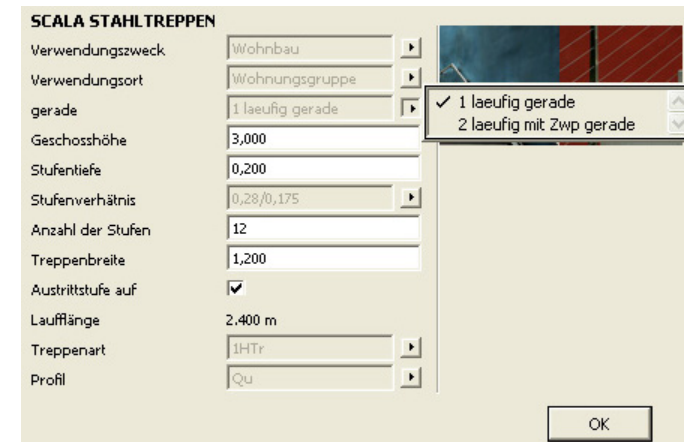 SCALA STAHLTREPPEN
Verwendungszweck Wohnbau
Verwendungsort Wohnungsgruppe
gerade 1 laeufig gerade
✓ 1 laeufig gerade
2 laeufig mit Zwp gerade
Geschosshöhe 3,000
Stufentiefe 0,200
Stufenverhätnis 0,28/0,175
Anzahl der Stufen 12
Treppenbreite 1,200
Austrittstufe auf
Laufflänge 2.400 m
Treppenart 1HTr
Profil Qu
OK